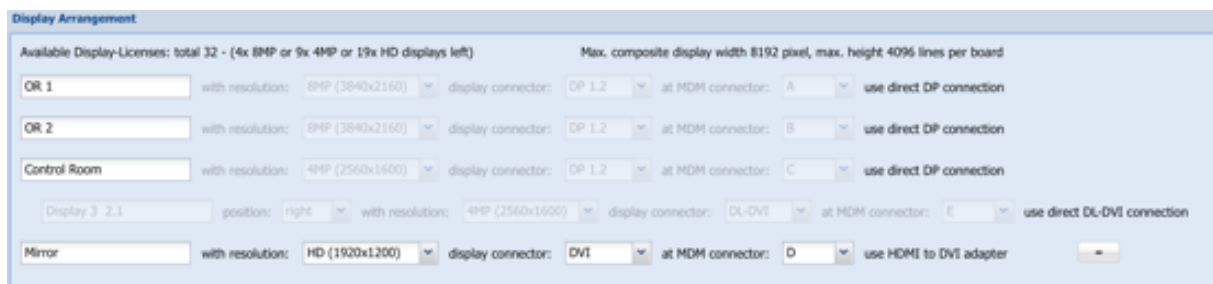 Display Arrangement
Available Display-Licenses: total 32 - (4x 8MP or 9x 4MP or 19x HD displays left) Max. composite display width 8192 pixel, max. height 4096 lines per board
OR 1 with resolution: 8MP (3840x2160) display connector: DP 1.2 at MDM connector: A use direct DP connection
OR 2 with resolution: 8MP (3840x2160) display connector: DP 1.2 at MDM connector: B use direct DP connection
Control Room with resolution: 4MP (2560x1600) display connector: DP 1.2 at MDM connector: C use direct DP connection
Display 3 2.1 position: right with resolution: 4MP (2560x1600) display connector: DL-DVI at MDM connector: E use direct DL-DVI connection
Mirror with resolution: HD (1920x1200) display connector: DVI at MDM connector: D use HDMI to DVI adapter -